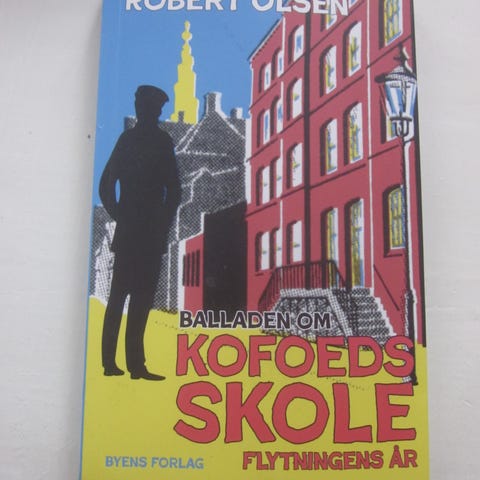 ROBERT OLSEN
BALLADEN OM
KOFOEDS
SKOLE
FLYTNINGENS ÅR
BYENS FORLAG